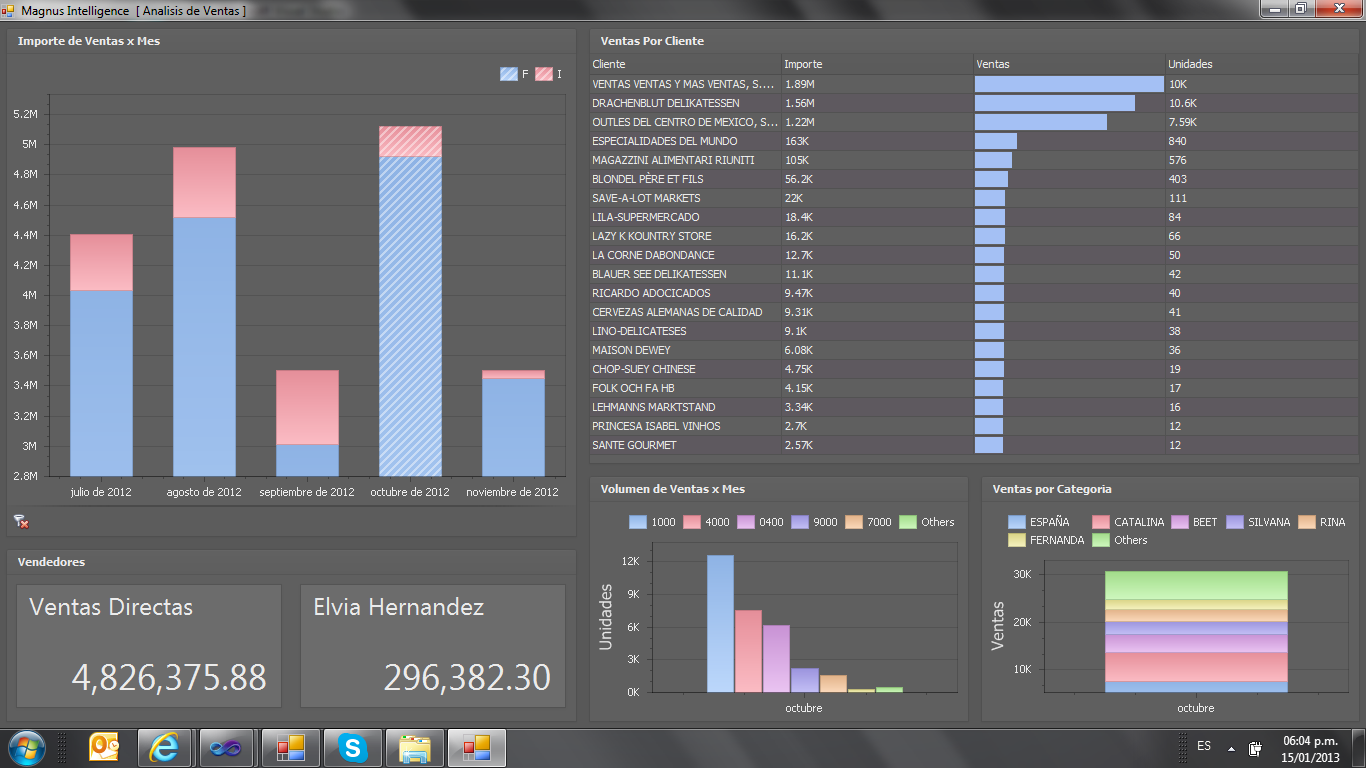 Magnus Intelligence [ Analisis de Ventas ]
Importe de Ventas x Mes
F I
5.2M
5M
4.8M
4.6M
4.4M
4.2M
4M
3.8M
3.6M
3.4M
3.2M
3M
2.8M
julio de 2012 agosto de 2012 septiembre de 2012 octubre de 2012 noviembre de 2012
Vendedores
Ventas Directas
4,826,375.88
Elvia Hernandez
296,382.30
Ventas Por Cliente
Cliente Importe Ventas Unidades
VENTAS VENTAS Y MAS VENTAS, S.... 1.89M 10K
DRACHENBLUT DELIKATESSEN 1.56M 10.6K
OUTLES DEL CENTRO DE MEXICO, S... 1.22M 7.59K
ESPECIALIDADES DEL MUNDO 163K 840
MAGAZZINI ALIMENTARI RIUNITI 105K 576
BLONDEL PÈRE ET FILS 56.2K 403
SAVE-A-LOT MARKETS 22K 111
LILA-SUPERMERCADO 18.4K 84
LAZY K KOUNTRY STORE 16.2K 66
LA CORNE DABONDANCE 12.7K 50
BLAUER SEE DELIKATESSEN 11.1K 42
RICARDO ADOCICADOS 9.47K 40
CERVEZAS ALEMANAS DE CALIDAD 9.31K 41
LINO-DELICATESES 9.1K 38
MAISON DEWEY 6.08K 36
CHOP-SUEY CHINESE 4.75K 19
FOLK OCH FA HB 4.15K 17
LEHMANNS MARKTSTAND 3.34K 16
PRINCESA ISABEL VINHOS 2.7K 12
SANTE GOURMET 2.57K 12
Volumen de Ventas x Mes
1000 4000 0400 9000 7000 Others
Unidades
12K
9K
6K
3K
0K
octubre
Ventas por Categoria
ESPAÑA CATALINA BEET SILVANA RINA
FERNANDA Others
Ventas
30K
20K
10K
octubre
ES
06:04 p.m.
15/01/2013